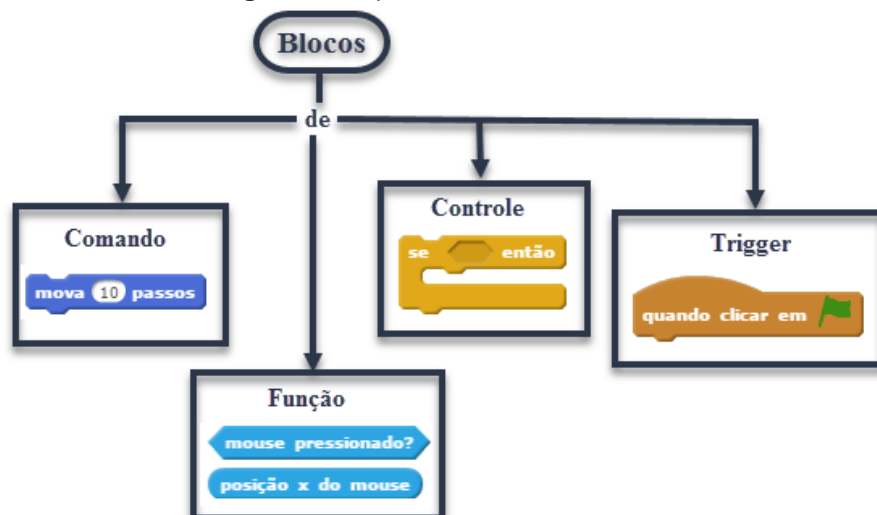 Blocos
de
Comando
mova 10 passos
Função
mouse pressionado?
posição x do mouse
Controle
se então
Trigger
quando clicar em